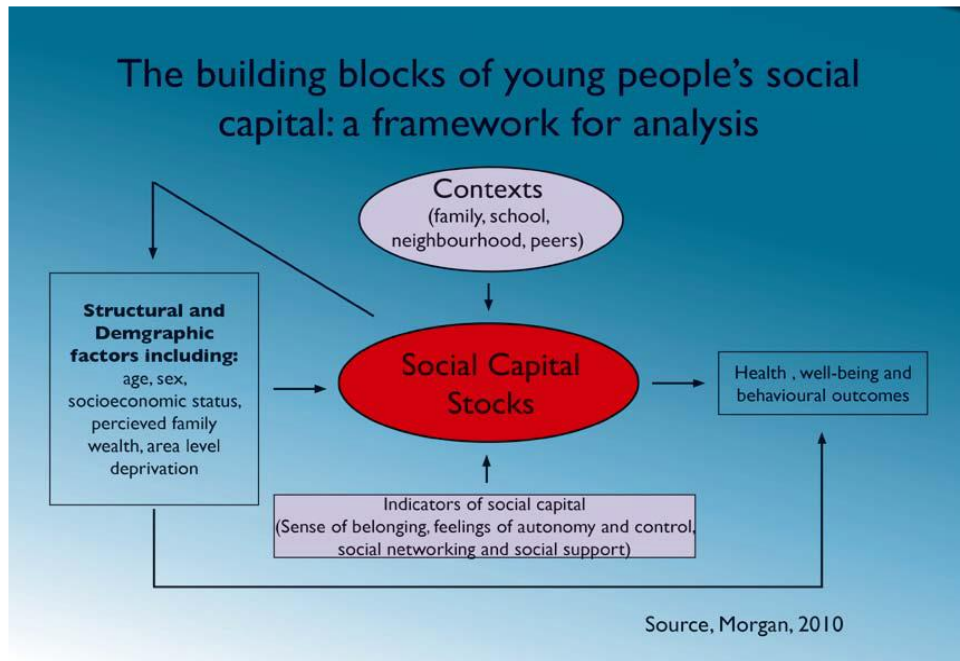 The building blocks of young people's social
capital: a framework for analysis
Contexts
(family, school,
neighbourhood, peers)
Structural and
Demgraphic
factors including:
age, sex,
socioeconomic status,
percieved family
wealth, area level
deprivation
Social Capital
Stocks
Health , well-being and
behavioural outcomes
Indicators of social capital
(Sense of belonging, feelings of autonomy and control,
social networking and social support)
Source, Morgan, 2010